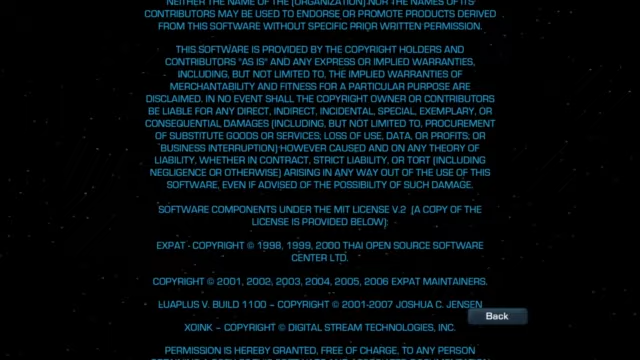 NEITHER THE NAME OF THE [ORGANIZATION] NOR THE NAMES OF ITS
CONTRIBUTORS MAY BE USED TO ENDORSE OR PROMOTE PRODUCTS DERIVED
FROM THIS SOFTWARE WITHOUT SPECIFIC PRIOR WRITTEN PERMISSION.
THIS SOFTWARE IS PROVIDED BY THE COPYRIGHT HOLDERS AND
CONTRIBUTORS "AS IS" AND ANY EXPRESS OR IMPLIED WARRANTIES,
INCLUDING, BUT NOT LIMITED TO, THE IMPLIED WARRANTIES OF
MERCHANTABILITY AND FITNESS FOR A PARTICULAR PURPOSE ARE
DISCLAIMED. IN NO EVENT SHALL THE COPYRIGHT OWNER OR CONTRIBUTORS
BE LIABLE FOR ANY DIRECT, INDIRECT, INCIDENTAL, SPECIAL, EXEMPLARY, OR
CONSEQUENTIAL DAMAGES (INCLUDING, BUT NOT LIMITED TO, PROCUREMENT
OF SUBSTITUTE GOODS OR SERVICES; LOSS OF USE, DATA, OR PROFITS; OR
BUSINESS INTERRUPTION) HOWEVER CAUSED AND ON ANY THEORY OF
LIABILITY, WHETHER IN CONTRACT, STRICT LIABILITY, OR TORT (INCLUDING
NEGLIGENCE OR OTHERWISE) ARISING IN ANY WAY OUT OF THE USE OF THIS
SOFTWARE, EVEN IF ADVISED OF THE POSSIBILITY OF SUCH DAMAGE.
SOFTWARE COMPONENTS UNDER THE MIT LICENSE V.2 (A COPY OF THE
LICENSE IS PROVIDED BELOW):
EXPAT - COPYRIGHT © 1998, 1999, 2000 THAI OPEN SOURCE SOFTWARE
CENTER LTD.
COPYRIGHT © 2001, 2002, 2003, 2004, 2005, 2006 EXPAT MAINTAINERS.
LUAPLUS V. BUILD 1100 – COPYRIGHT © 2001-2007 JOSHUA C. JENSEN
Back
XOINK – COPYRIGHT © DIGITAL STREAM TECHNOLOGIES, INC.
PERMISSION IS HEREBY GRANTED, FREE OF CHARGE, TO ANY PERSON